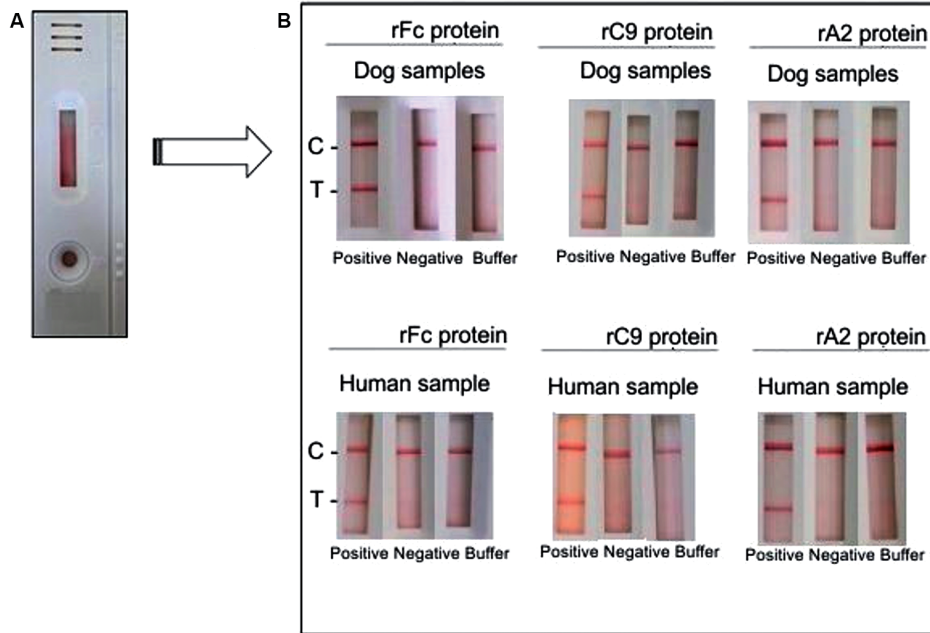 A
B
rFc protein
rC9 protein
rA2 protein
Dog samples
Dog samples
Dog samples
C -
T -
Positive Negative Buffer
Positive Negative Buffer
Positive Negative Buffer
rFc protein
rC9 protein
rA2 protein
Human sample
Human sample
Human sample
C -
T -
Positive Negative Buffer
Positive Negative Buffer
Positive Negative Buffer